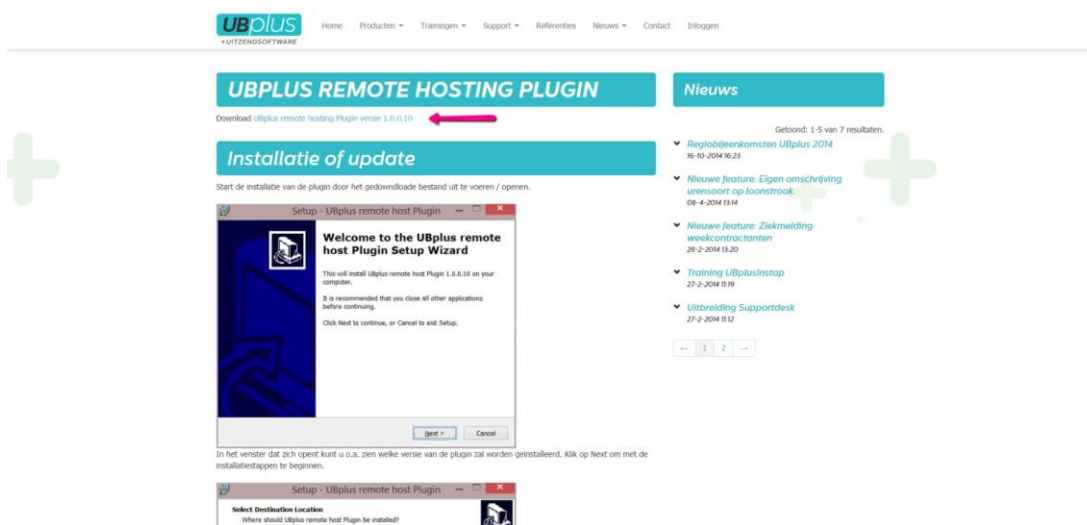 UBplus
+UITZENDSOFTWARE
Home Producten Trainingen Support Referenties Nieuws Contact Inloggen
UBPLUS REMOTE HOSTING PLUGIN
Download UBplus remote hosting Plugin versie 1.0.0.10
Installatie of update
Start de installatie van de plugin door het gedownloade bestand uit te voeren / openen.
Setup - UBplus remote host Plugin
Welcome to the UBplus remote
host Plugin Setup Wizard
This will install UBplus remote host Plugin 1.0.0.10 on your
computer.
It is recommended that you close all other applications
before continuing.
Click Next to continue, or Cancel to exit Setup.
Next > Cancel
In het venster dat zich opent kunt u o.a. zien welke versie van de plugin zal worden geïnstalleerd. Klik op Next om met de
installatiestappen te beginnen.
Setup - UBplus remote host Plugin
Select Destination Location
Where should UBplus remote host Plugin be installed?
Nieuws
Getoond: 1-5 van 7 resultaten.
Regiobijeenkomsten UBplus 2014
16-10-2014 16:23
Nieuwe feature: Eigen omschrijving
urensoort op loonstrook.
08-4-2014 13:14
Nieuwe feature: Ziekmelding
weekcontractanten
28-2-2014 13:20
Training UBplusInstap
27-2-2014 11:19
Uitbreiding Supportdesk
27-2-2014 11:12
← 1 2 →